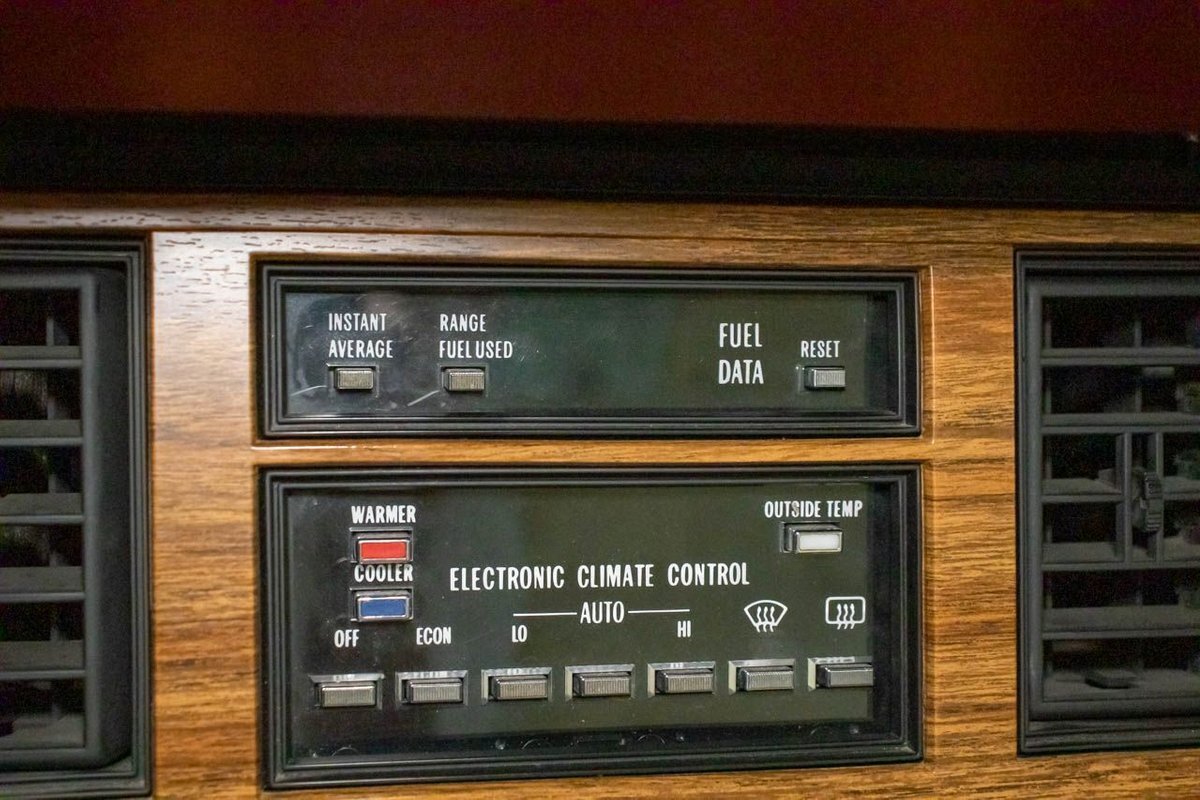 INSTANT
AVERAGE
RANGE
FUEL USED
FUEL
DATA
RESET
WARMER
COOLER
OUTSIDE TEMP
ELECTRONIC CLIMATE CONTROL
AUTO
OFF
ECON
LO
HI